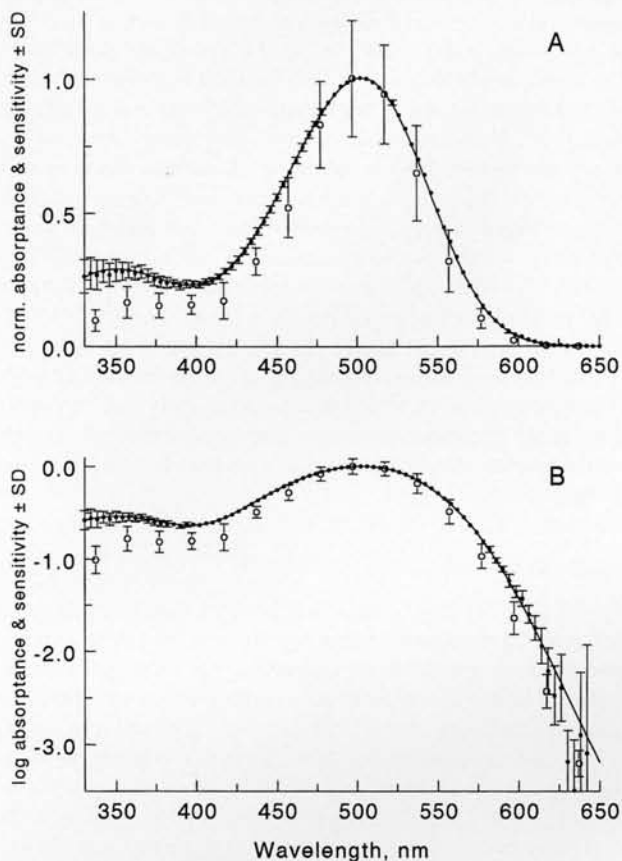 A
norm. absorptance & sensitivity ± SD
1.0
0.5
0.0
350 400 450 500 550 600 650
B
log absorptance & sensitivity ± SD
0.0
-1.0
-2.0
-3.0
350 400 450 500 550 600 650
Wavelength, nm